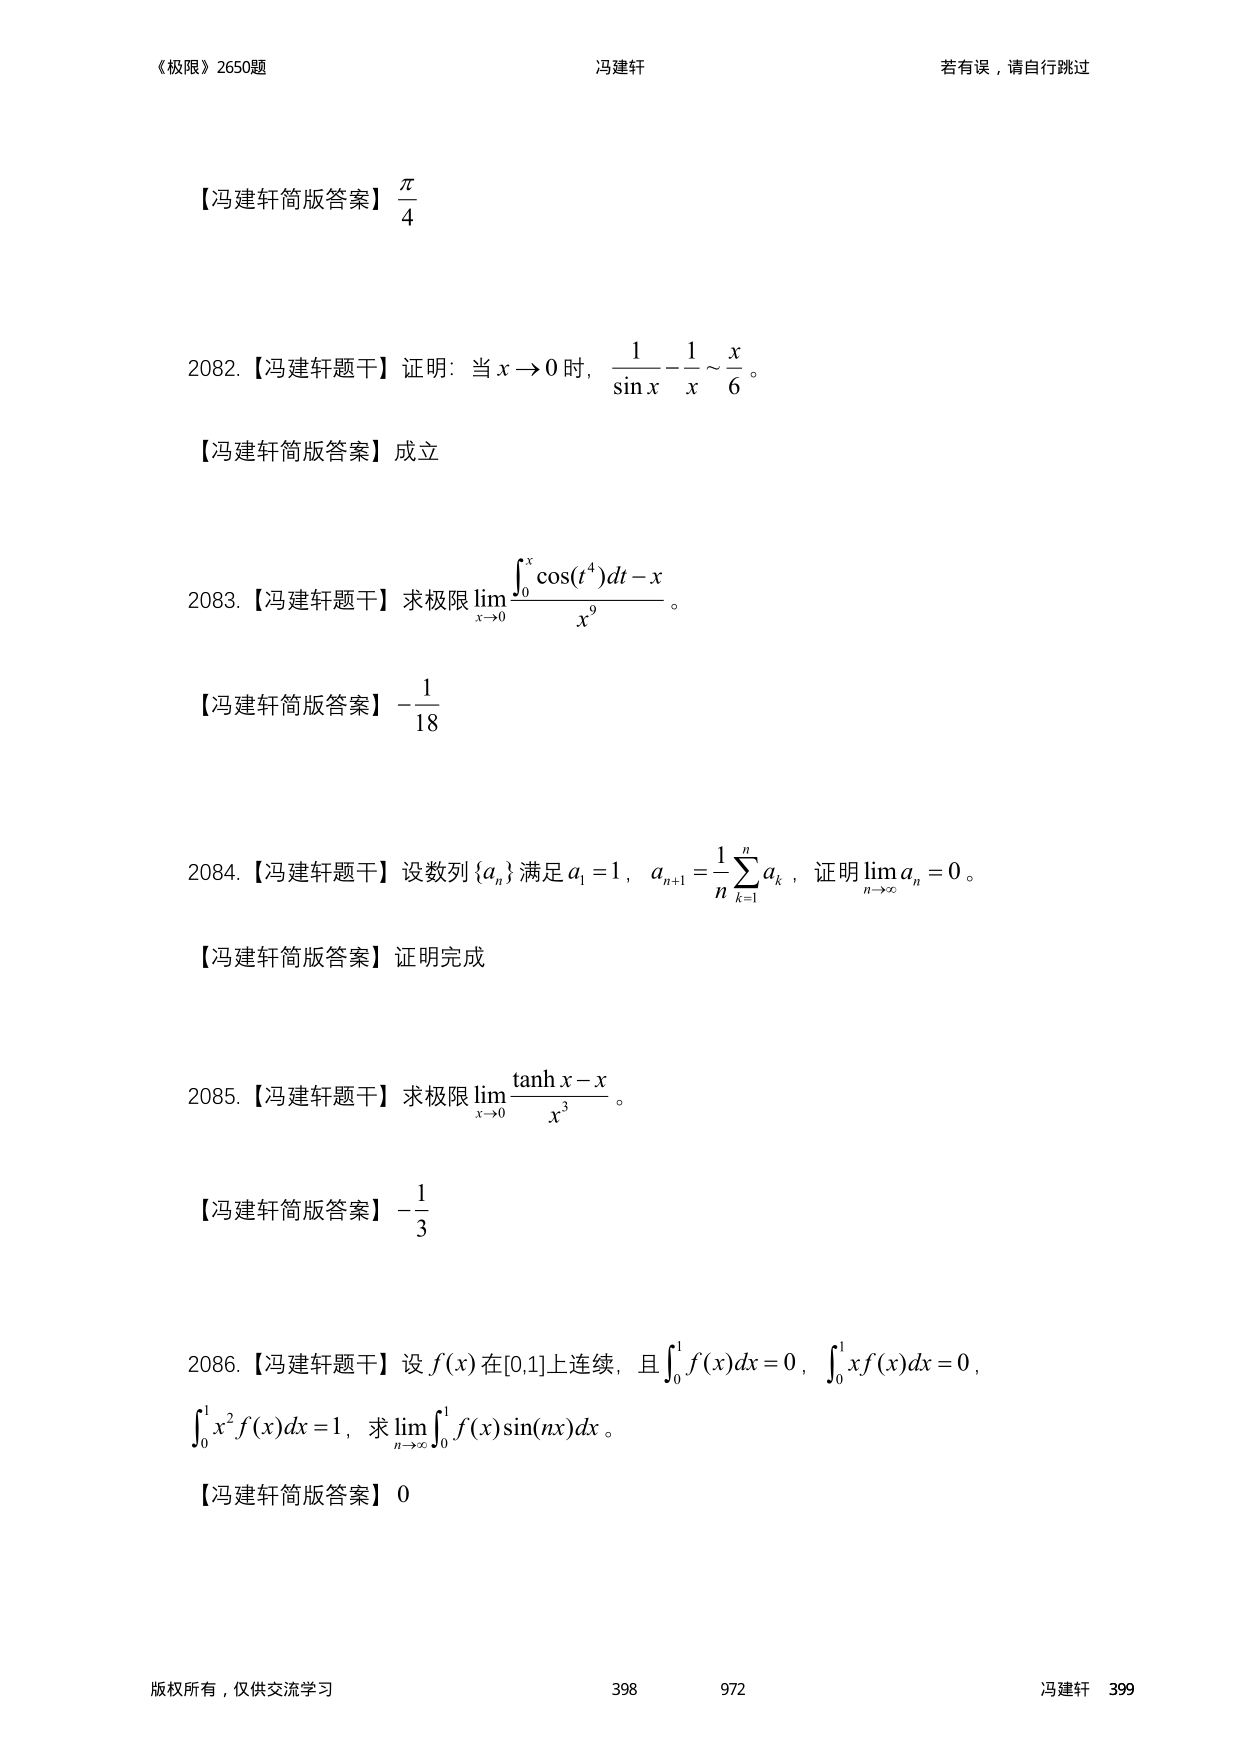 《极限》2650题 冯建轩 若有误，请自行跳过
【冯建轩简版答案】 π/4
2082.【冯建轩题干】证明：当 x → 0 时， 1/sin x − 1/x ~ x/6 。
【冯建轩简版答案】成立
2083.【冯建轩题干】求极限 lim_{x→0} (∫_0^x cos(t^4)dt − x)/x^9 。
【冯建轩简版答案】 −1/18
2084.【冯建轩题干】设数列 {a_n} 满足 a_1 = 1， a_{n+1} = 1/n ∑_{k=1}^n a_k ，证明 lim_{n→∞} a_n = 0 。
【冯建轩简版答案】证明完成
2085.【冯建轩题干】求极限 lim_{x→0} (tanh x − x)/x^3 。
【冯建轩简版答案】 −1/3
2086.【冯建轩题干】设 f(x) 在[0,1]上连续，且 ∫_0^1 f(x)dx = 0， ∫_0^1 xf(x)dx = 0，
∫_0^1 x^2 f(x)dx = 1，求 lim_{n→∞} ∫_0^1 f(x)sin(nx)dx 。
【冯建轩简版答案】 0
版权所有，仅供交流学习 398 972 冯建轩 399